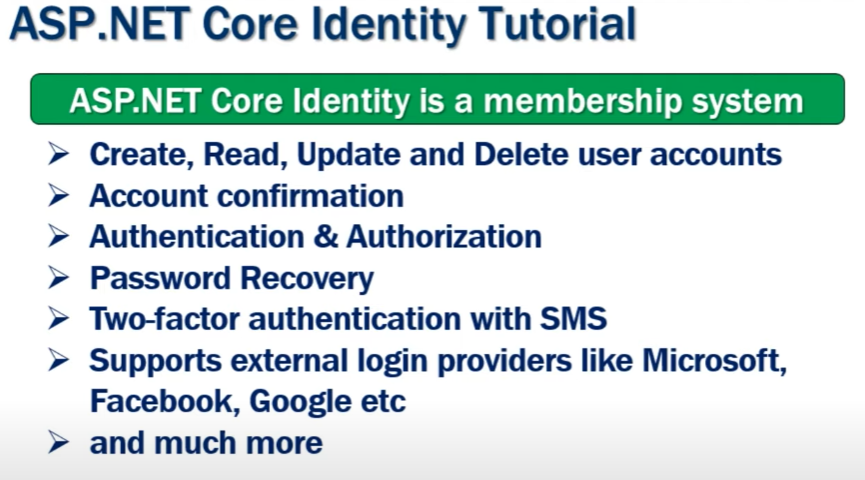 ASP.NET Core Identity Tutorial
ASP.NET Core Identity is a membership system
Create, Read, Update and Delete user accounts
Account confirmation
Authentication & Authorization
Password Recovery
Two-factor authentication with SMS
Supports external login providers like Microsoft,
Facebook, Google etc
and much more